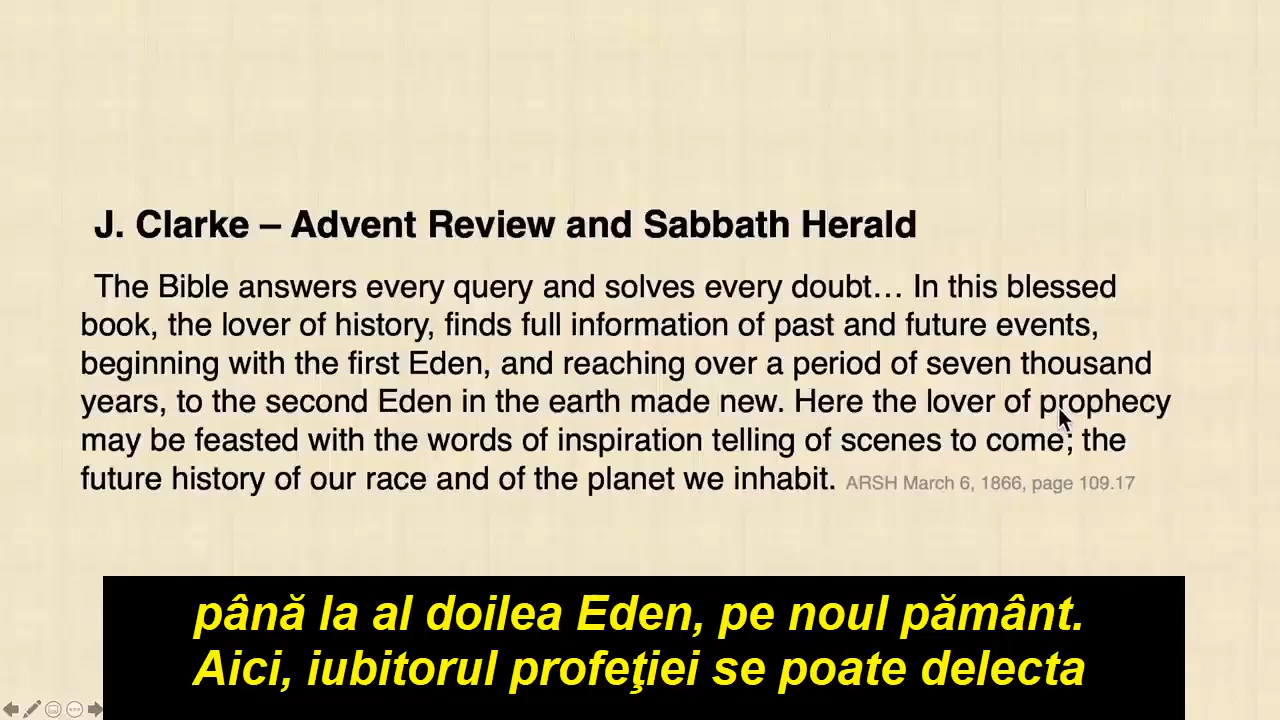 J. Clarke – Advent Review and Sabbath Herald
The Bible answers every query and solves every doubt… In this blessed
book, the lover of history, finds full information of past and future events,
beginning with the first Eden, and reaching over a period of seven thousand
years, to the second Eden in the earth made new. Here the lover of prophecy
may be feasted with the words of inspiration telling of scenes to come; the
future history of our race and of the planet we inhabit. ARSH March 6, 1866, page 109.17
până la al doilea Eden, pe noul pământ.
Aici, iubitorul profeţiei se poate delecta